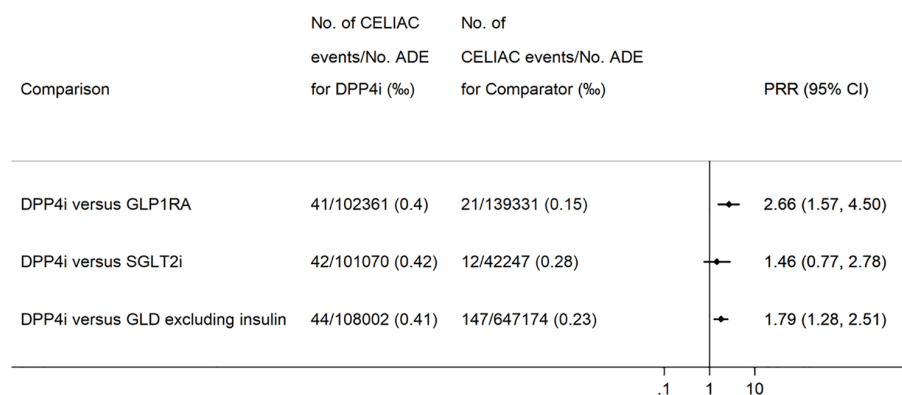 No. of CELIAC No. of
events/No. ADE CELIAC events/No. ADE
Comparison for DPP4i (‰) for Comparator (‰) PRR (95% CI)
DPP4i versus GLP1RA 41/102361 (0.4) 21/139331 (0.15) 2.66 (1.57, 4.50)
DPP4i versus SGLT2i 42/101070 (0.42) 12/42247 (0.28) 1.46 (0.77, 2.78)
DPP4i versus GLD excluding insulin 44/108002 (0.41) 147/647174 (0.23) 1.79 (1.28, 2.51)
.1 1 10